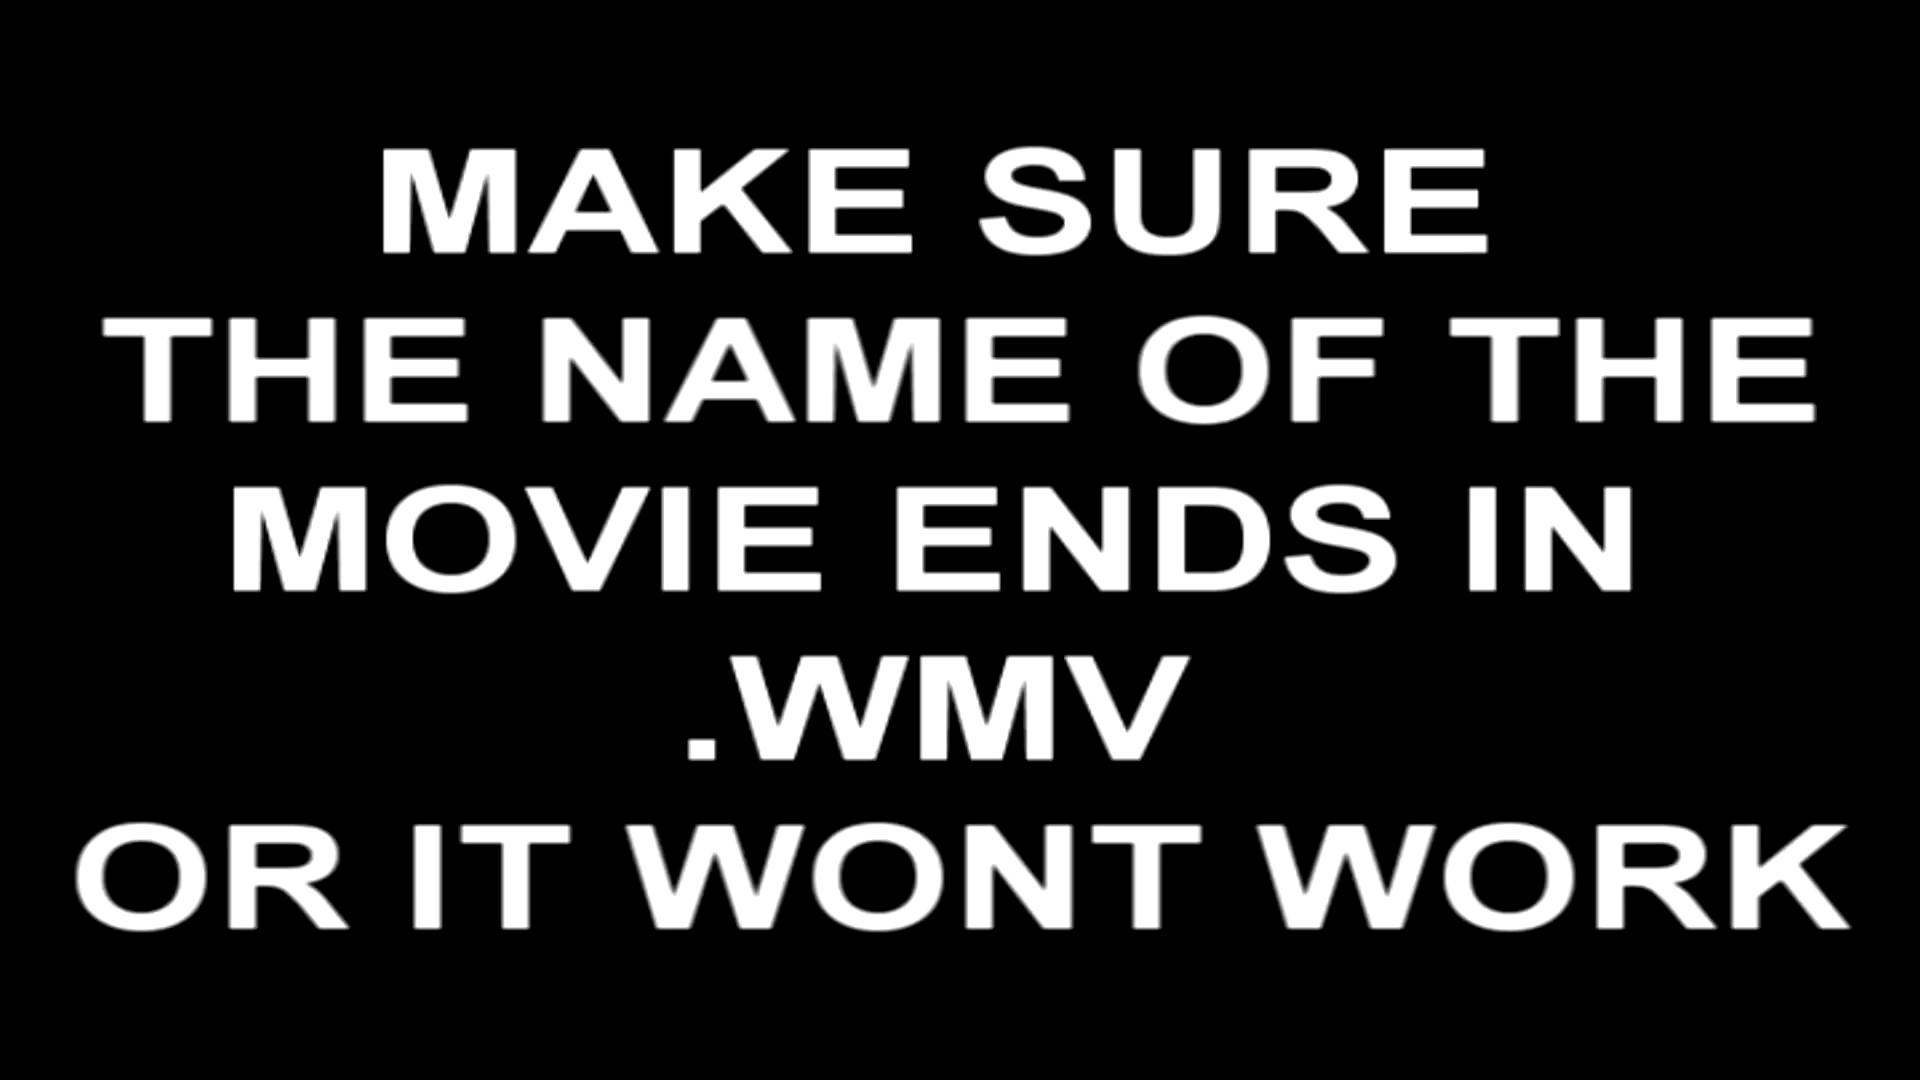 MAKE SURE
THE NAME OF THE
MOVIE ENDS IN
.WMV
OR IT WONT WORK